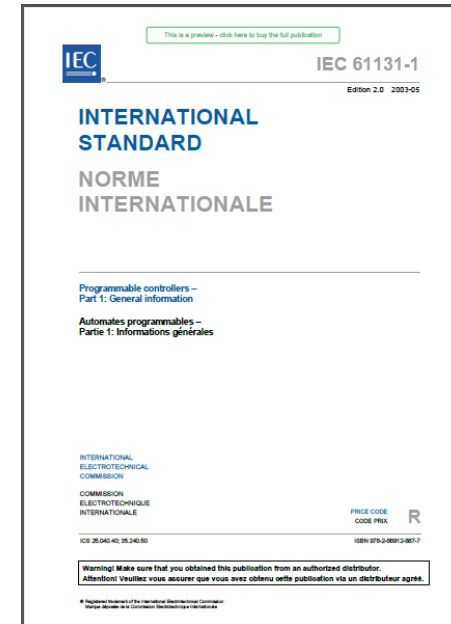 This is a preview - click here to buy the full publication
IEC
®
IEC 61131-1
Edition 2.0 2003-05
INTERNATIONAL
STANDARD
NORME
INTERNATIONALE
Programmable controllers –
Part 1: General information
Automates programmables –
Partie 1: Informations générales
INTERNATIONAL
ELECTROTECHNICAL
COMMISSION
COMMISSION
ELECTROTECHNIQUE
INTERNATIONALE
PRICE CODE
CODE PRIX
R
ICS 25.040.40; 35.240.50
ISBN 978-2-88912-567-7
Warning! Make sure that you obtained this publication from an authorized distributor.
Attention! Veuillez vous assurer que vous avez obtenu cette publication via un distributeur agréé.
® Registered trademark of the International Electrotechnical Commission
Marque déposée de la Commission Electrotechnique Internationale